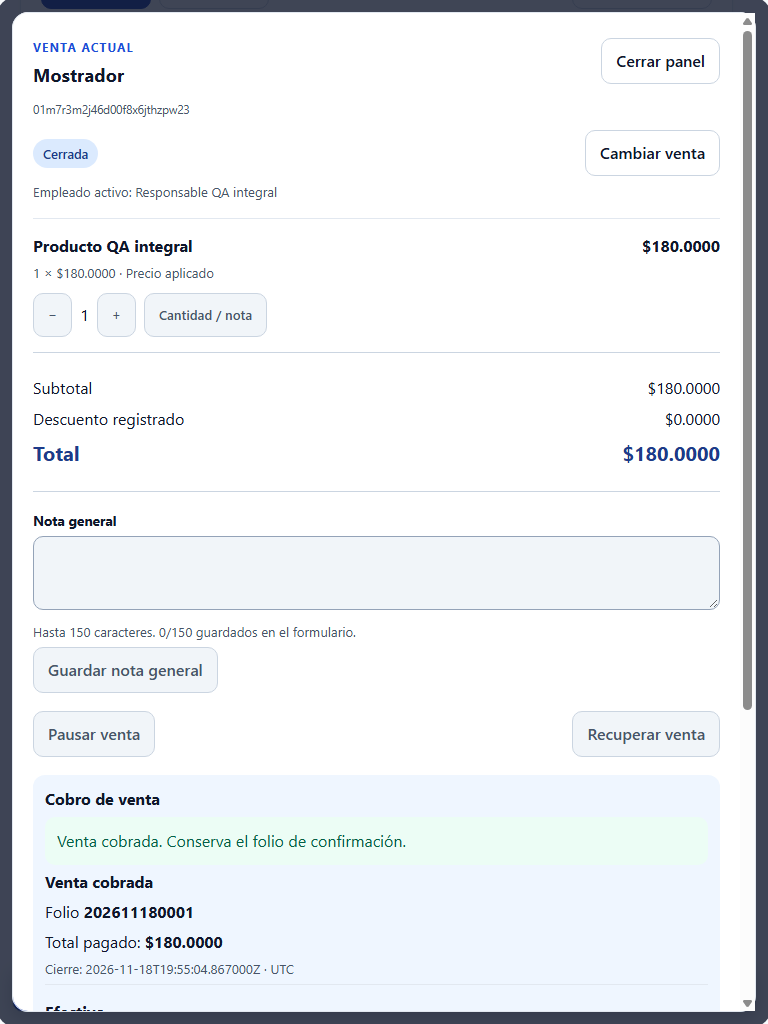 VENTA ACTUAL
Mostrador
Cerrar panel
01m7r3m2j46d00f8x6jthzpw23
Cerrada
Cambiar venta
Empleado activo: Responsable QA integral
Producto QA integral $180.0000
1 × $180.0000 · Precio aplicado
− 1 + Cantidad / nota
Subtotal $180.0000
Descuento registrado $0.0000
Total $180.0000
Nota general
Hasta 150 caracteres. 0/150 guardados en el formulario.
Guardar nota general
Pausar venta Recuperar venta
Cobro de venta
Venta cobrada. Conserva el folio de confirmación.
Venta cobrada
Folio 202611180001
Total pagado: $180.0000
Cierre: 2026-11-18T19:55:04.867000Z · UTC